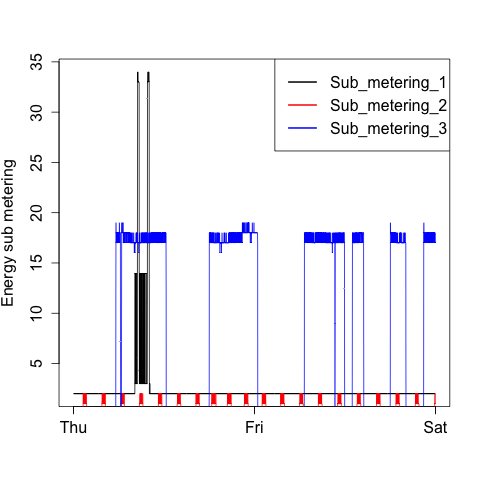 Energy sub metering
35
30
25
20
15
10
5
Sub_metering_1
Sub_metering_2
Sub_metering_3
Thu
Fri
Sat